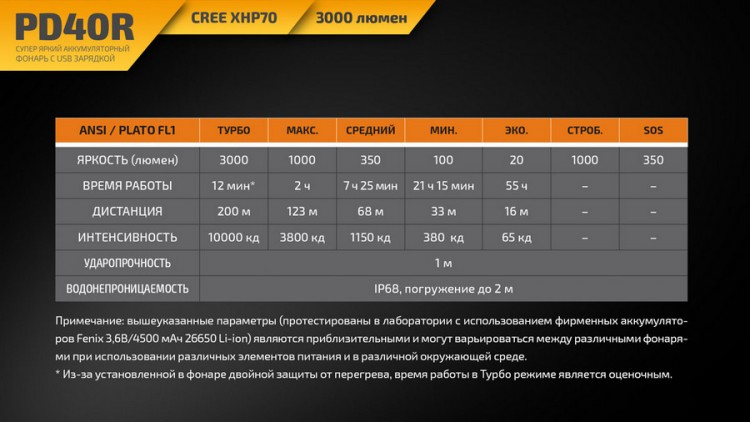 PD40R
СУПЕР ЯРКИЙ АККУМУЛЯТОРНЫЙ
ФОНАРЬ С USB ЗАРЯДКОЙ
CREE XHP70
3000 люмен
ANSI / PLATO FL1 ТУРБО МАКС. СРЕДНИЙ МИН. ЭКО. СТРОБ. SOS
ЯРКОСТЬ (люмен) 3000 1000 350 100 20 1000 350
ВРЕМЯ РАБОТЫ 12 мин* 2 ч 7 ч 25 мин 21 ч 15 мин 55 ч – –
ДИСТАНЦИЯ 200 м 123 м 68 м 33 м 16 м – –
ИНТЕНСИВНОСТЬ 10000 кд 3800 кд 1150 кд 380 кд 65 кд – –
УДАРОПРОЧНОСТЬ 1 м
ВОДОНЕПРОНИЦАЕМОСТЬ IP68, погружение до 2 м
Примечание: вышеуказанные параметры (протестированы в лаборатории с использованием фирменных аккумулято-
ров Fenix 3,6В/4500 мАч 26650 Li-ion) являются приблизительными и могут варьироваться между различными фонаря-
ми при использовании различных элементов питания и в различной окружающей среде.
* Из-за установленной в фонаре двойной защиты от перегрева, время работы в Турбо режиме является оценочным.